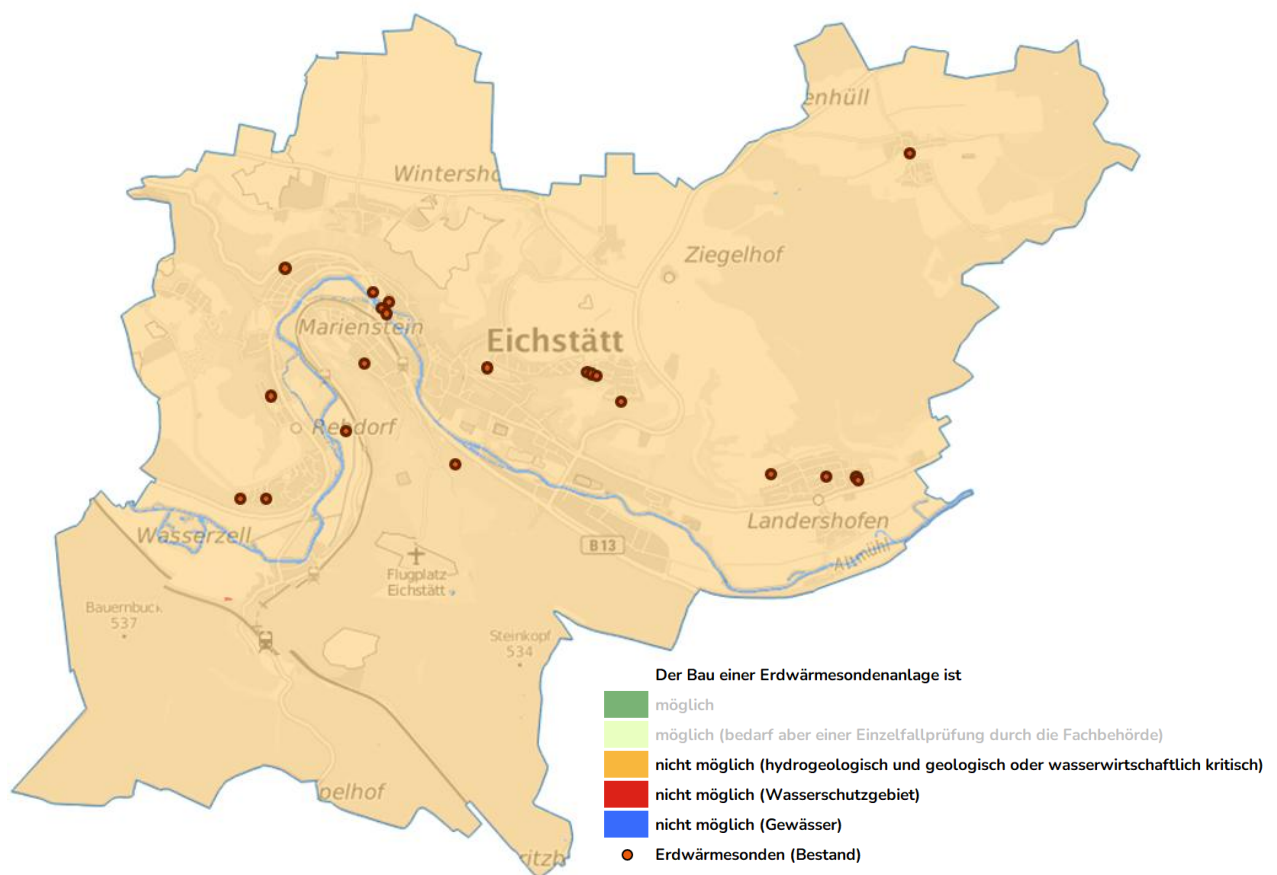 enhüll
Wintersho
Ziegelhof
Marienstein
Eichstätt
Rebdorf
Landershofen
Wasserzell
B13
Altmühl
Flugplatz
Eichstätt
Bauernbuck
537
Steinkopf
534
pelhof
ritzb
Der Bau einer Erdwärmesondenanlage ist
möglich
möglich (bedarf aber einer Einzelfallprüfung durch die Fachbehörde)
nicht möglich (hydrogeologisch und geologisch oder wasserwirtschaftlich kritisch)
nicht möglich (Wasserschutzgebiet)
nicht möglich (Gewässer)
Erdwärmesonden (Bestand)